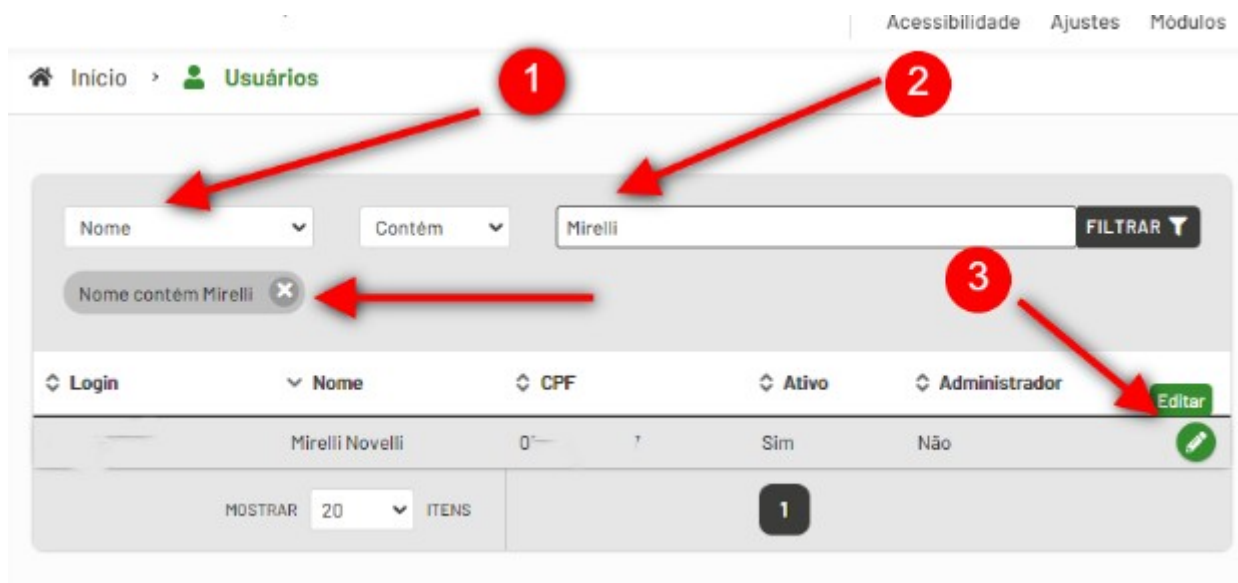 Acessibilidade Ajustes Módulos
Início › Usuários
1
2
Nome Contém Mirelli FILTRAR
Nome contém Mirelli
3
Login Nome CPF Ativo Administrador
Editar
Mirelli Novelli Sim Não
MOSTRAR 20 ITENS 1